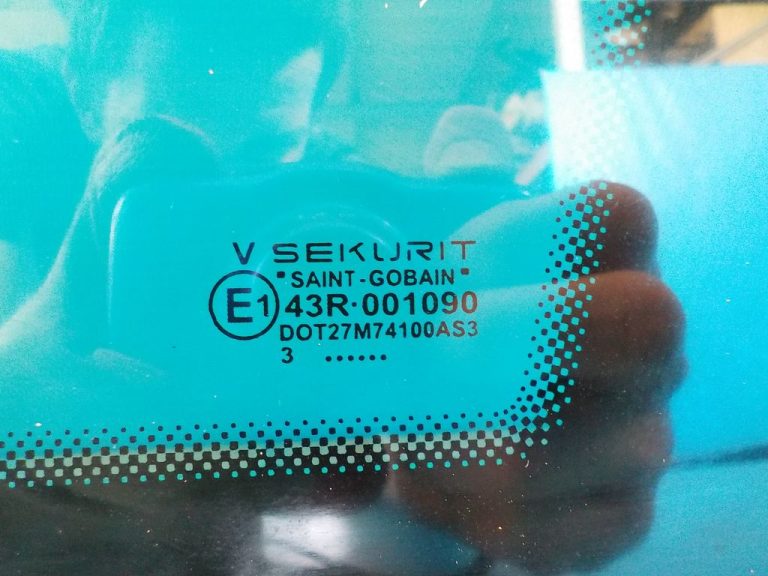 V SEKURIT
"SAINT-GOBAIN"
E1 43R·001090
DOT27M74100AS3
3 ······